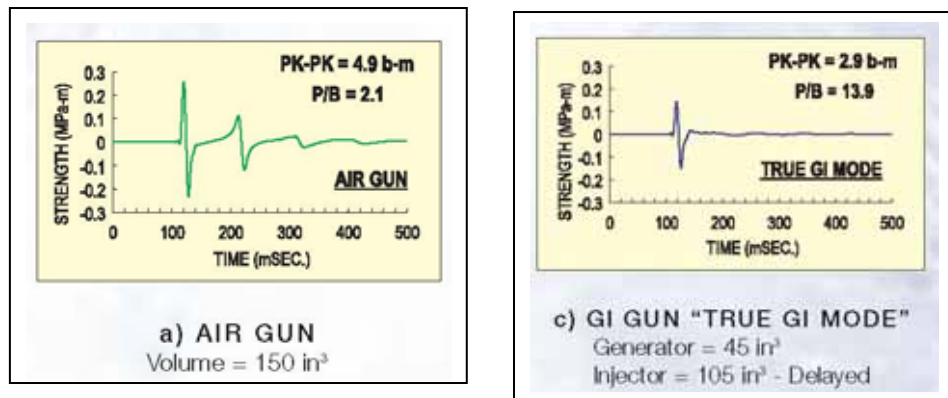 PK-PK = 4.9 b-m
P/B = 2.1
0.3
0.2
0.1
0
-0.1
-0.2
-0.3
STRENGTH (MPa-m)
AIR GUN
0 100 200 300 400 500
TIME (mSEC.)
a) AIR GUN
Volume = 150 in³
PK-PK = 2.9 b-m
P/B = 13.9
0.3
0.2
0.1
0
-0.1
-0.2
-0.3
STRENGTH (MPa-m)
TRUE GI MODE
0 100 200 300 400 500
TIME (mSEC.)
c) GI GUN "TRUE GI MODE"
Generator = 45 in³
Injector = 105 in³ - Delayed